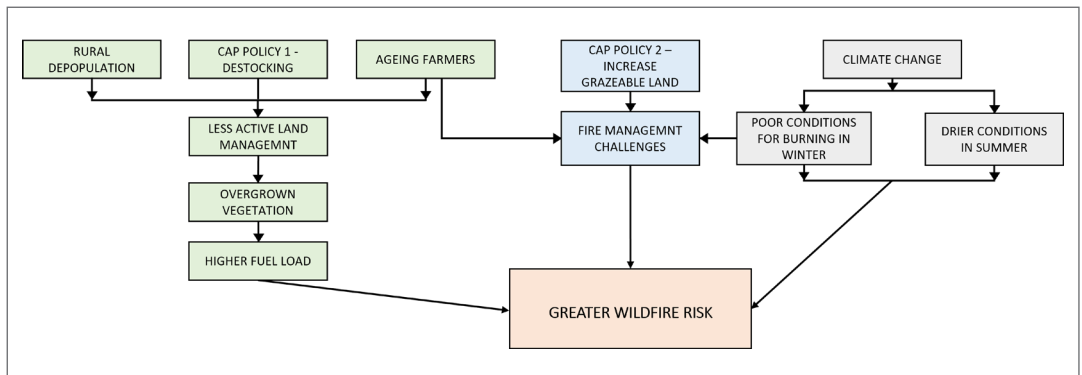 RURAL
DEPOPULATION
CAP POLICY 1 -
DESTOCKING
AGEING FARMERS
CAP POLICY 2 –
INCREASE
GRAZEABLE LAND
CLIMATE CHANGE
LESS ACTIVE LAND
MANAGEMNT
FIRE MANAGEMNT
CHALLENGES
POOR CONDITIONS
FOR BURNING IN
WINTER
DRIER CONDITIONS
IN SUMMER
OVERGROWN
VEGETATION
HIGHER FUEL LOAD
GREATER WILDFIRE RISK